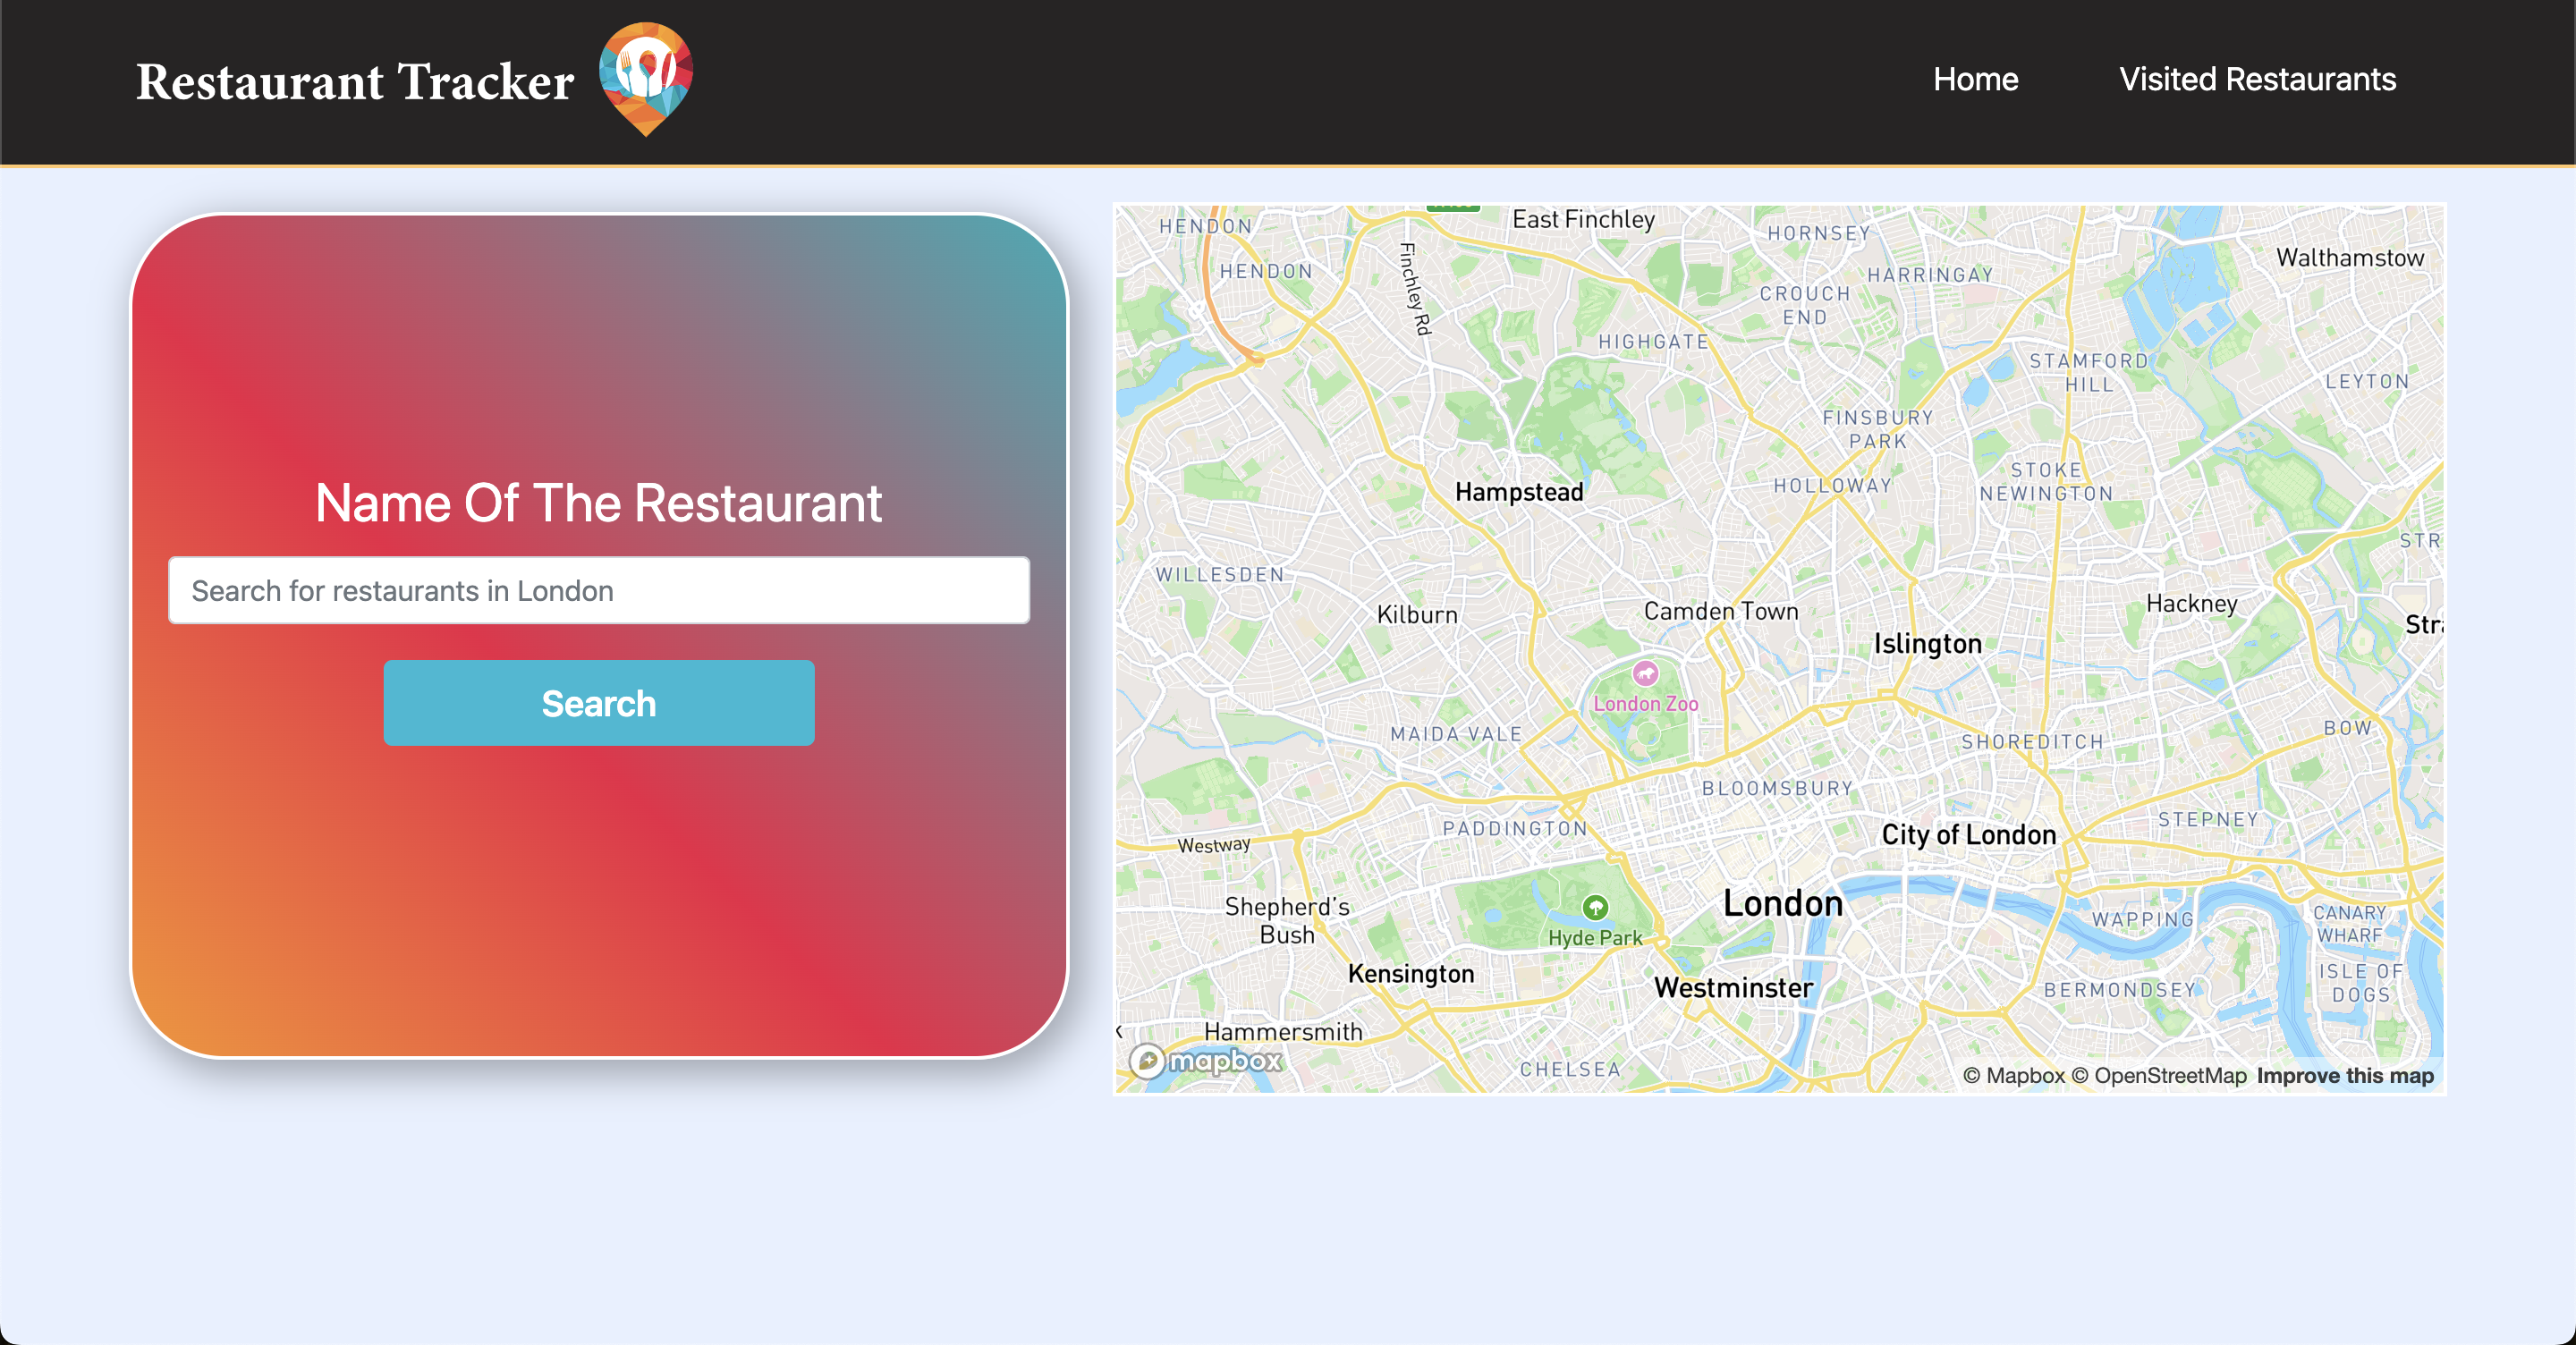 Restaurant Tracker
Home
Visited Restaurants
Name Of The Restaurant
Search for restaurants in London
Search
East Finchley
HENDON
HORNSEY
Walthamstow
HENDON
Finchley Rd
HARRINGAY
CROUCH
END
HIGHGATE
STAMFORD
HILL
LEYTON
FINSBURY
PARK
STOKE
NEWINGTON
HOLLOWAY
Hampstead
STR
WILLESDEN
Kilburn
Camden Town
Hackney
Islington
London Zoo
MAIDA VALE
SHOREDITCH
BOW
BLOOMSBURY
PADDINGTON
STEPNEY
Westway
City of London
London
Shepherd's
Bush
Hyde Park
WAPPING
CANARY
WHARF
Kensington
Westminster
ISLE OF
DOGS
BERMONDSEY
Hammersmith
CHELSEA
mapbox
© Mapbox © OpenStreetMap Improve this map